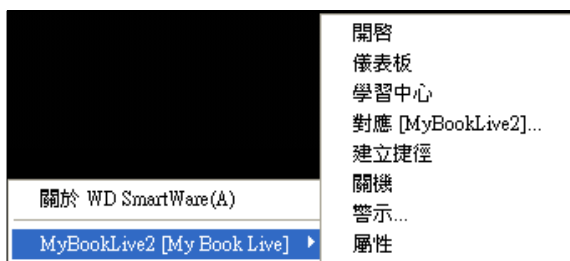 關於 WD SmartWare(A)
MyBookLive2 [My Book Live]
開啓
儀表板
學習中心
對應 [MyBookLive2]...
建立捷徑
關機
警示...
屬性